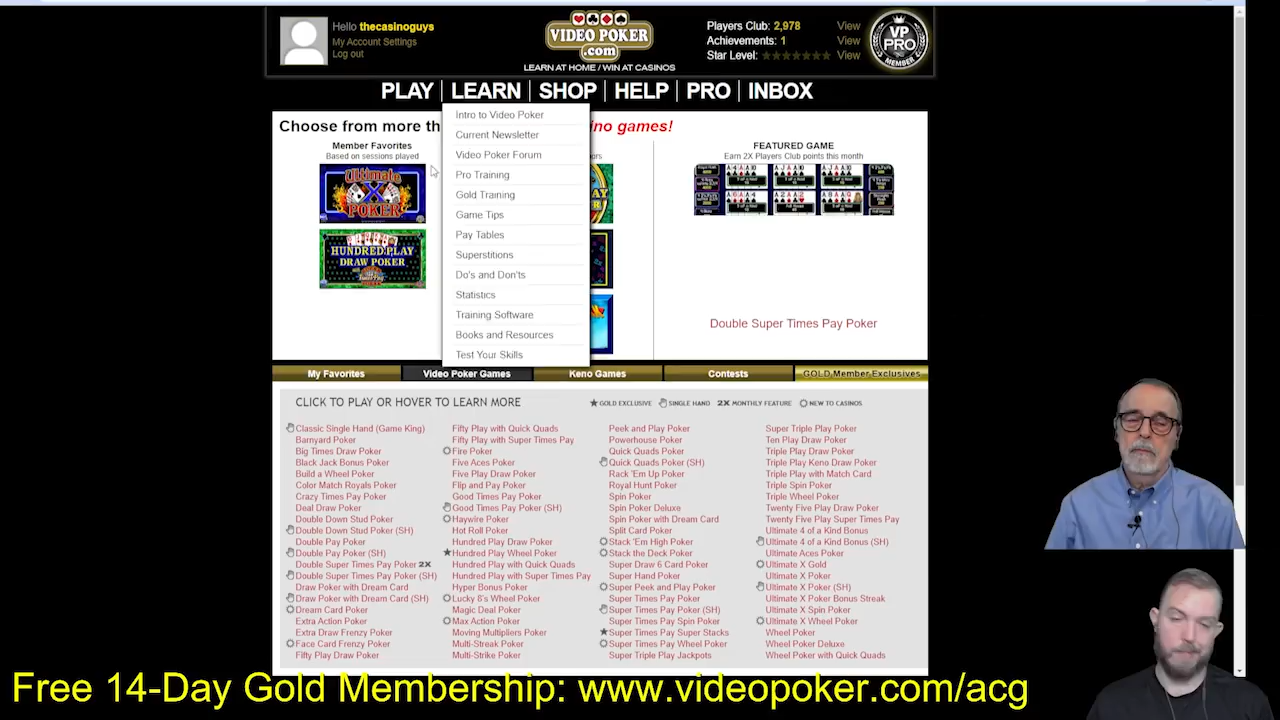 Hello thecasinoguys
My Account Settings
Log out
VIDEO POKER
.com
LEARN AT HOME / WIN AT CASINOS
Players Club: 2,978 View
Achievements: 1 View
Star Level: View
VP
PRO
MEMBER
PLAY LEARN SHOP HELP PRO INBOX
Intro to Video Poker
Current Newsletter
Video Poker Forum
Pro Training
Gold Training
Game Tips
Pay Tables
Superstitions
Do's and Don'ts
Statistics
Training Software
Books and Resources
Test Your Skills
Choose from more th
no games!
Member Favorites
Based on sessions played
Ultimate
X
POKER
HUNDRED PLAY
DRAW POKER
FEATURED GAME
Earn 2X Players Club points this month
Double Super Times Pay Poker
My Favorites Video Poker Games Keno Games Contests GOLD Member Exclusives
CLICK TO PLAY OR HOVER TO LEARN MORE
GOLD EXCLUSIVE SINGLE HAND 2X MONTHLY FEATURE NEW TO CASINOS
Classic Single Hand (Game King)
Barnyard Poker
Big Times Draw Poker
Black Jack Bonus Poker
Build a Wheel Poker
Color Match Royals Poker
Crazy Times Pay Poker
Deal Draw Poker
Double Down Stud Poker
Double Down Stud Poker (SH)
Double Pay Poker
Double Pay Poker (SH)
Double Super Times Pay Poker 2X
Double Super Times Pay Poker (SH)
Draw Poker with Dream Card
Draw Poker with Dream Card (SH)
Dream Card Poker
Extra Action Poker
Extra Draw Frenzy Poker
Face Card Frenzy Poker
Fifty Play Draw Poker
Fifty Play with Quick Quads
Fifty Play with Super Times Pay
Fire Poker
Five Aces Poker
Five Play Draw Poker
Flip and Pay Poker
Good Times Pay Poker
Good Times Pay Poker (SH)
Haywire Poker
Hot Roll Poker
Hundred Play Draw Poker
Hundred Play Wheel Poker
Hundred Play with Quick Quads
Hundred Play with Super Times Pay
Hyper Bonus Poker
Lucky 8's Wheel Poker
Magic Deal Poker
Max Action Poker
Moving Multipliers Poker
Multi-Streak Poker
Multi-Strike Poker
Peek and Play Poker
Powerhouse Poker
Quick Quads Poker
Quick Quads Poker (SH)
Rack 'Em Up Poker
Royal Hunt Poker
Spin Poker
Spin Poker Deluxe
Spin Poker with Dream Card
Split Card Poker
Stack 'Em High Poker
Stack the Deck Poker
Super Draw 6 Card Poker
Super Hand Poker
Super Peek and Play Poker
Super Times Pay Poker
Super Times Pay Poker (SH)
Super Times Pay Spin Poker
Super Times Pay Super Stacks
Super Times Pay Wheel Poker
Super Triple Play Jackpots
Super Triple Play Poker
Ten Play Draw Poker
Triple Play Draw Poker
Triple Play Keno Draw Poker
Triple Play with Match Card
Triple Spin Poker
Triple Wheel Poker
Twenty Five Play Draw Poker
Twenty Five Play Super Times Pay
Ultimate 4 of a Kind Bonus
Ultimate 4 of a Kind Bonus (SH)
Ultimate Aces Poker
Ultimate X Gold
Ultimate X Poker
Ultimate X Poker (SH)
Ultimate X Poker Bonus Streak
Ultimate X Spin Poker
Ultimate X Wheel Poker
Wheel Poker
Wheel Poker Deluxe
Wheel Poker with Quick Quads
Free 14-Day Gold Membership: www.videopoker.com/acg